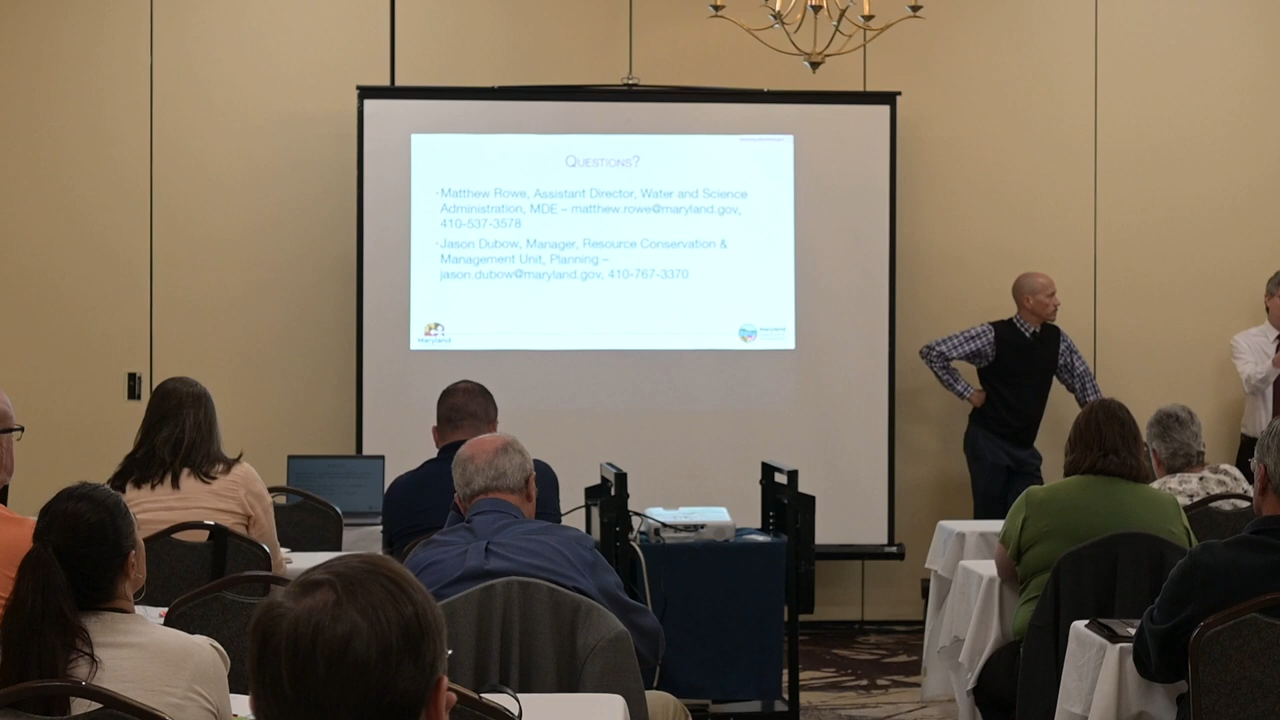 Questions?
·Matthew Rowe, Assistant Director, Water and Science
Administration, MDE – matthew.rowe@maryland.gov,
410-537-3578
·Jason Dubow, Manager, Resource Conservation &
Management Unit, Planning –
jason.dubow@maryland.gov, 410-767-3370
Maryland
Maryland